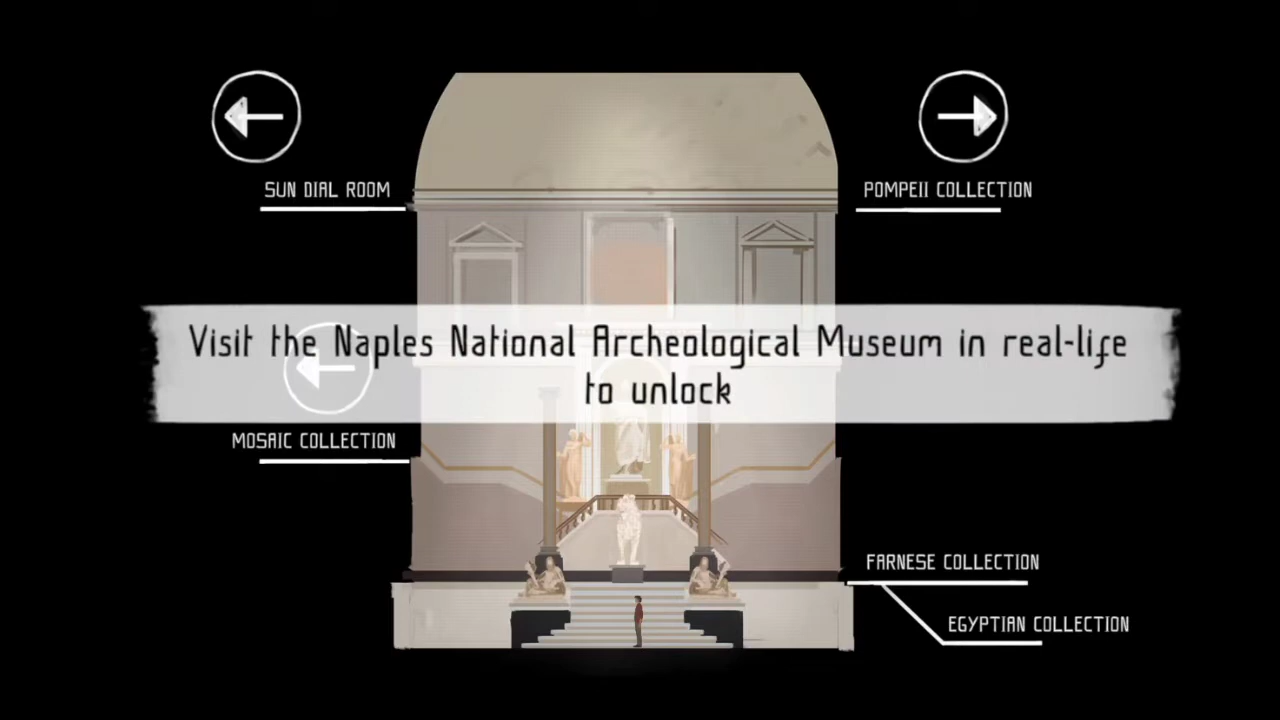 SUN DIAL ROOM
POMPEII COLLECTION
Visit the Naples National Archeological Museum in real-life
to unlock
MOSAIC COLLECTION
FARNESE COLLECTION
EGYPTIAN COLLECTION